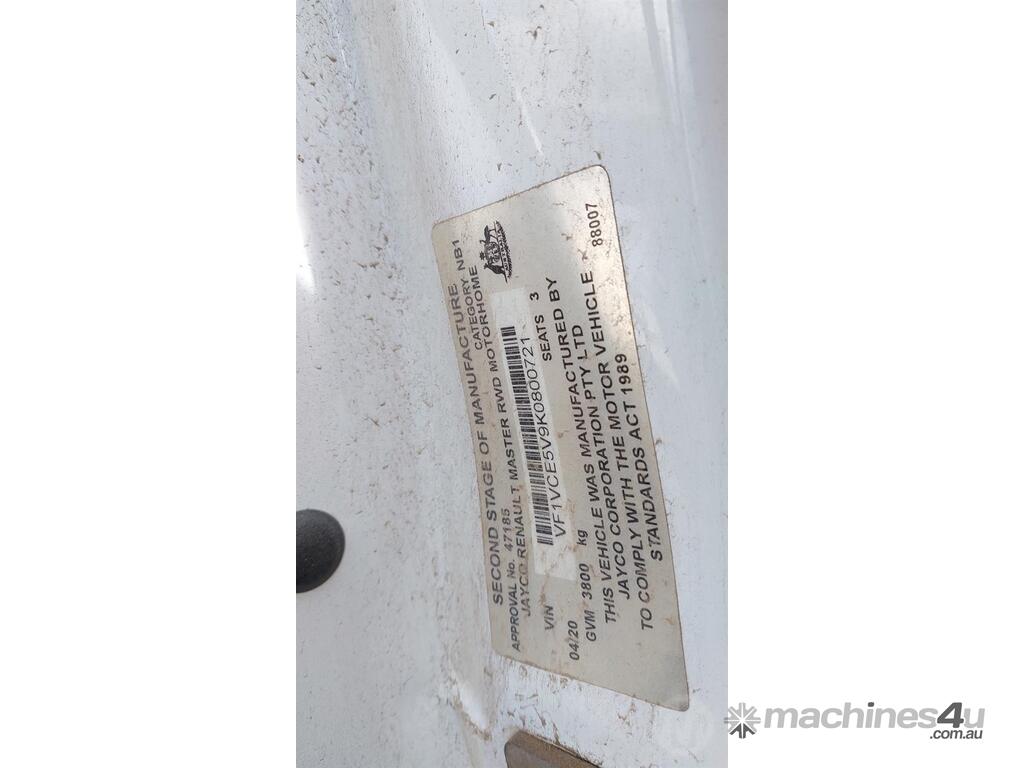 SECOND STAGE OF MANUFACTURE
APPROVAL No. 47185 CATEGORY NB1
JAYCO RENAULT MASTER RWD MOTORHOME
VIN VF1VCE5V9K0800721
04/20 SEATS 3
GVM 3800 kg
THIS VEHICLE WAS MANUFACTURED BY
JAYCO CORPORATION PTY LTD
TO COMPLY WITH THE MOTOR VEHICLE
STANDARDS ACT 1989
88007
machines4u
.com.au